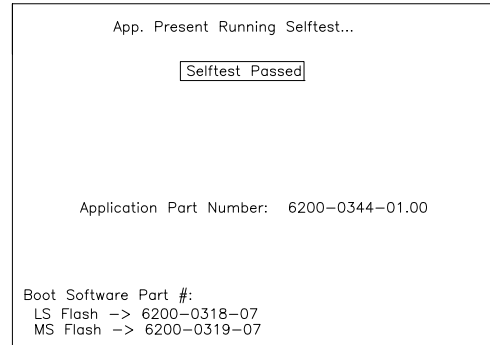 App. Present Running Selftest...
Selftest Passed
Application Part Number: 6200-0344-01.00
Boot Software Part #:
LS Flash -> 6200-0318-07
MS Flash -> 6200-0319-07